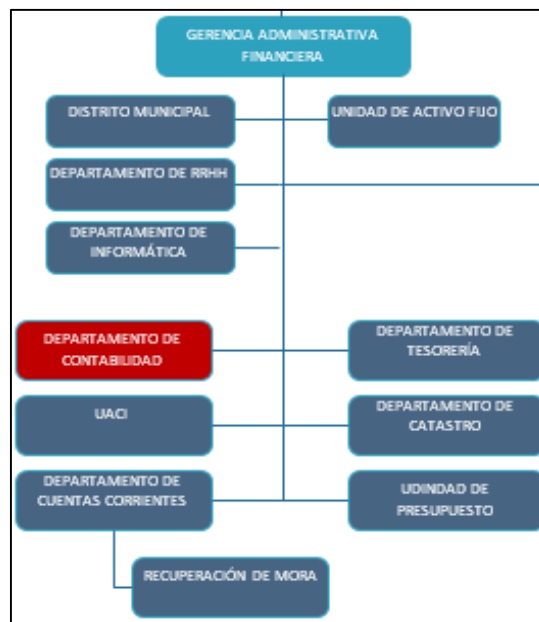 GERENCIA ADMINISTRATIVA
FINANCIERA
DISTRITO MUNICIPAL
UNIDAD DE ACTIVO FIJO
DEPARTAMENTO DE RRHH
DEPARTAMENTO DE
INFORMÁTICA
DEPARTAMENTO DE
CONTABILIDAD
DEPARTAMENTO DE
TESORERÍA
UACI
DEPARTAMENTO DE
CATASTRO
DEPARTAMENTO DE
CUENTAS CORRIENTES
UDINDAD DE
PRESUPUESTO
RECUPERACIÓN DE MORA